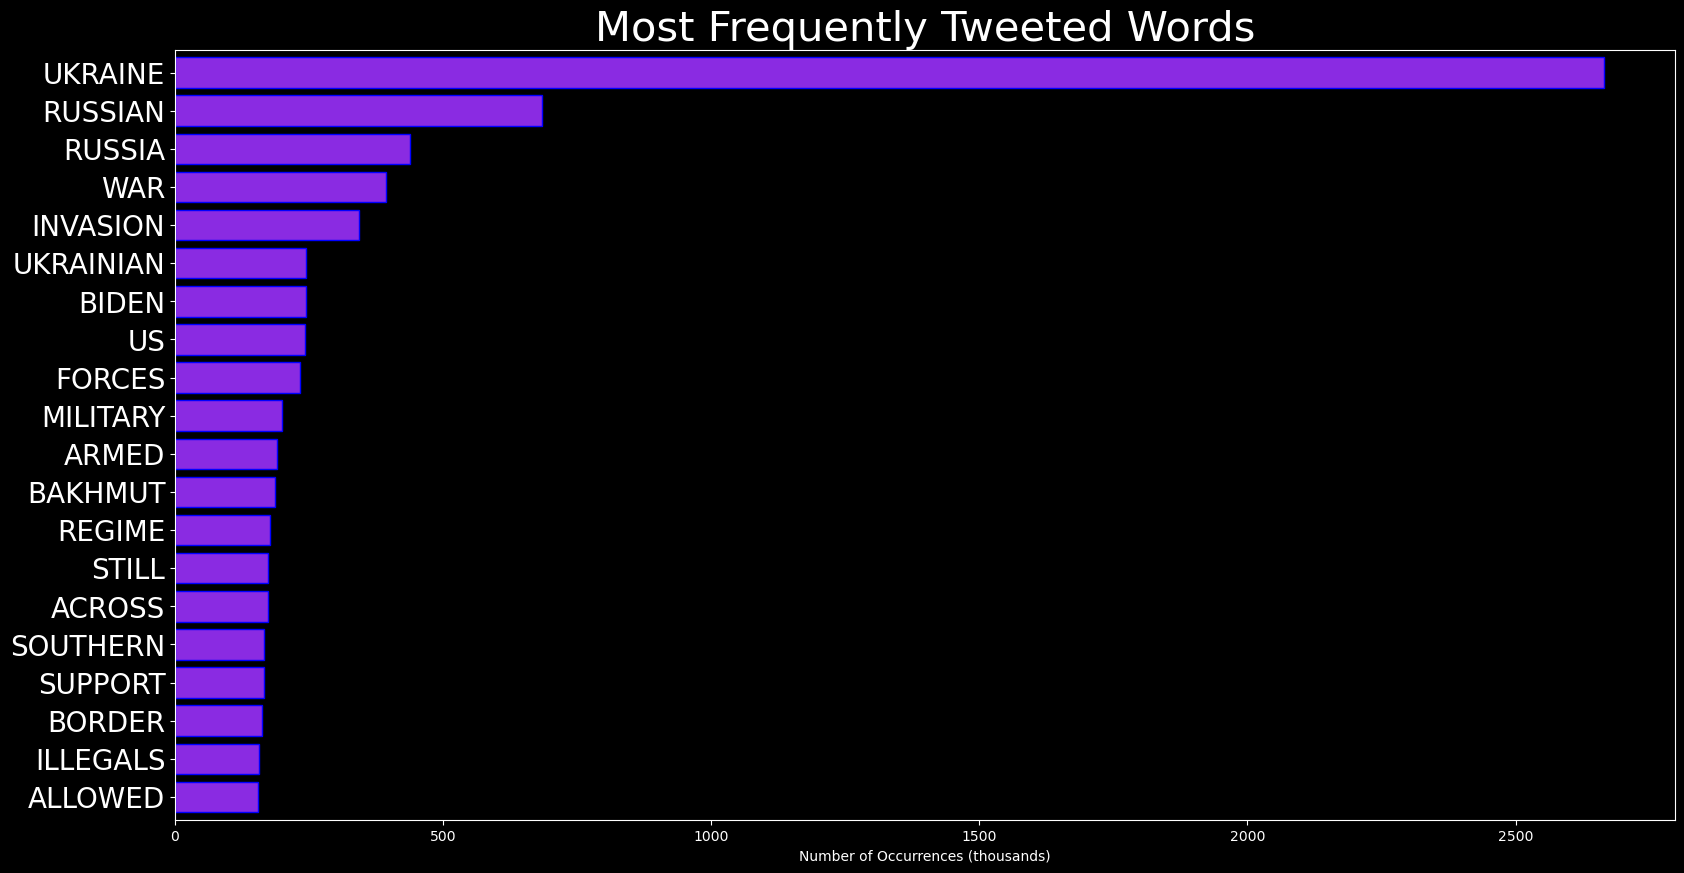 Most Frequently Tweeted Words
UKRAINE
RUSSIAN
RUSSIA
WAR
INVASION
UKRAINIAN
BIDEN
US
FORCES
MILITARY
ARMED
BAKHMUT
REGIME
STILL
ACROSS
SOUTHERN
SUPPORT
BORDER
ILLEGALS
ALLOWED
0 500 1000 1500 2000 2500
Number of Occurrences (thousands)